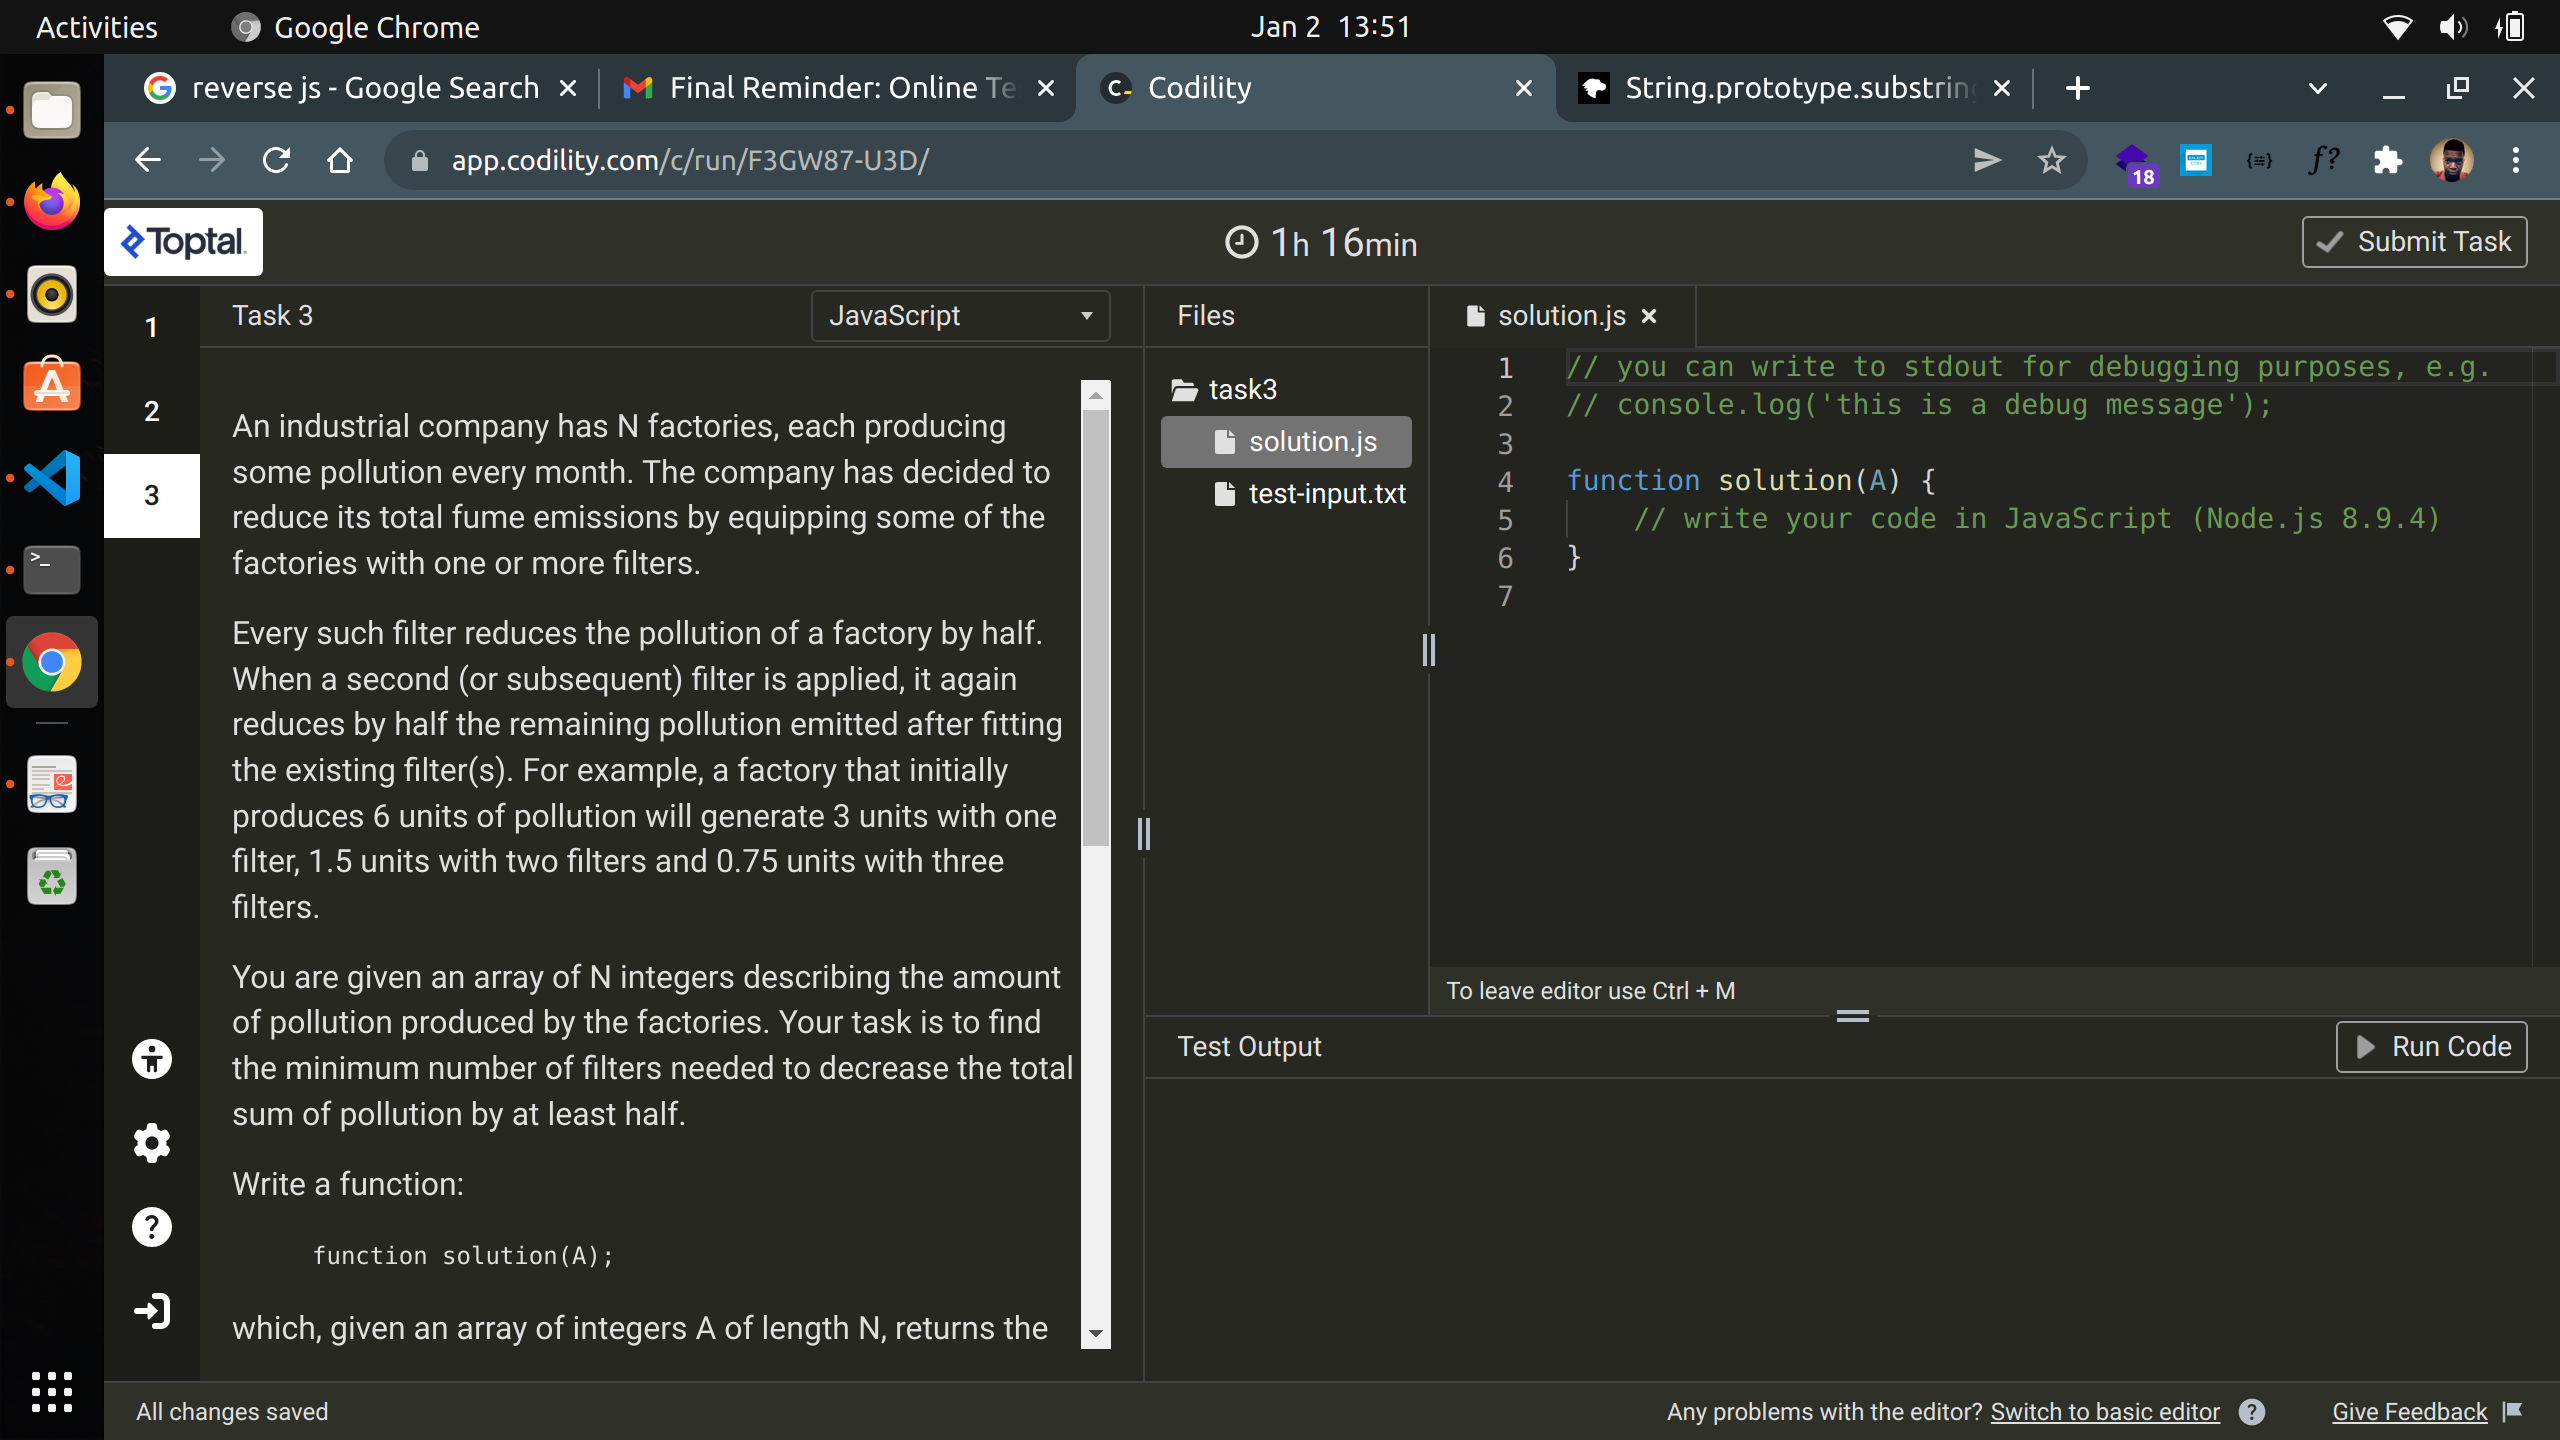 Activities
Google Chrome
Jan 2 13:51
reverse js - Google Search
Final Reminder: Online Te
Codility
String.prototype.substring
app.codility.com/c/run/F3GW87-U3D/
18
f?
Toptal
1h 16min
Submit Task
1
2
3
Task 3
JavaScript
An industrial company has N factories, each producing
some pollution every month. The company has decided to
reduce its total fume emissions by equipping some of the
factories with one or more filters.
Every such filter reduces the pollution of a factory by half.
When a second (or subsequent) filter is applied, it again
reduces by half the remaining pollution emitted after fitting
the existing filter(s). For example, a factory that initially
produces 6 units of pollution will generate 3 units with one
filter, 1.5 units with two filters and 0.75 units with three
filters.
You are given an array of N integers describing the amount
of pollution produced by the factories. Your task is to find
the minimum number of filters needed to decrease the total
sum of pollution by at least half.
Write a function:
function solution(A);
which, given an array of integers A of length N, returns the
Files
task3
solution.js
test-input.txt
solution.js
1 // you can write to stdout for debugging purposes, e.g.
2 // console.log('this is a debug message');
3
4 function solution(A) {
5 // write your code in JavaScript (Node.js 8.9.4)
6 }
7
To leave editor use Ctrl + M
Test Output
Run Code
All changes saved
Any problems with the editor? Switch to basic editor
Give Feedback